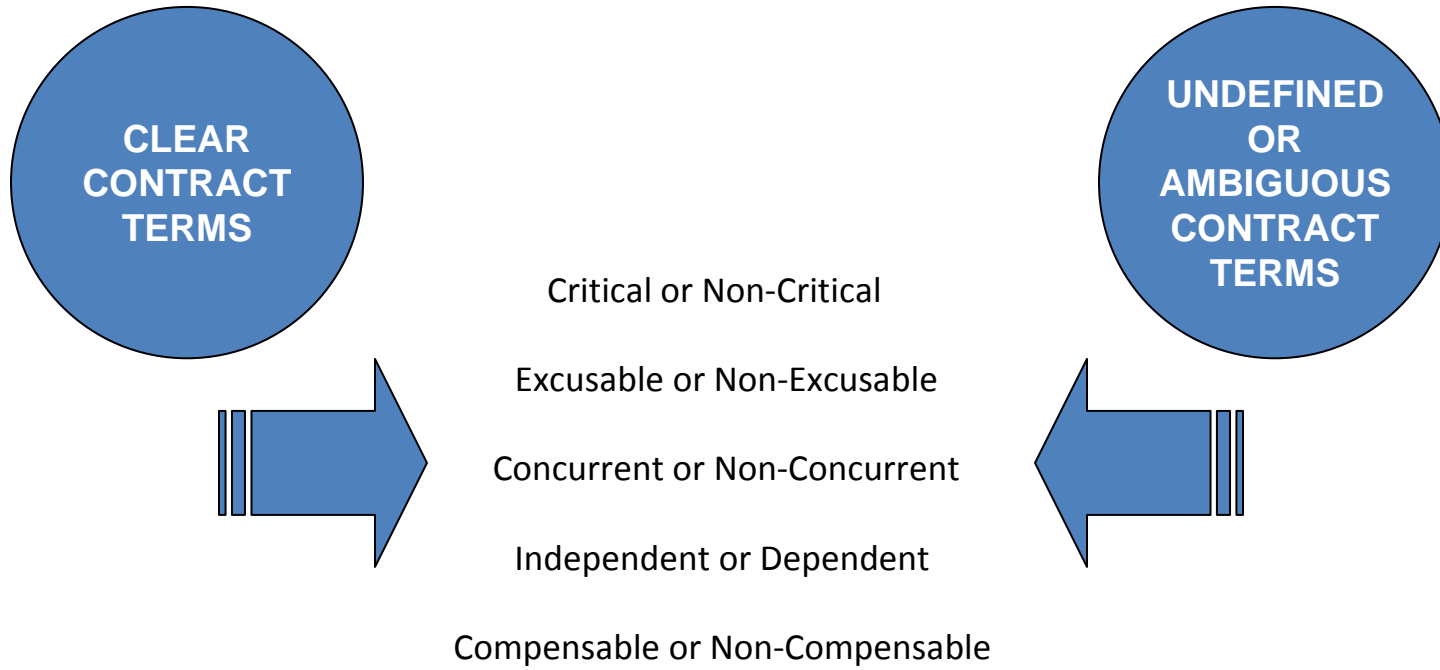 CLEAR
CONTRACT
TERMS
UNDEFINED
OR
AMBIGUOUS
CONTRACT
TERMS
Critical or Non-Critical
Excusable or Non-Excusable
Concurrent or Non-Concurrent
Independent or Dependent
Compensable or Non-Compensable